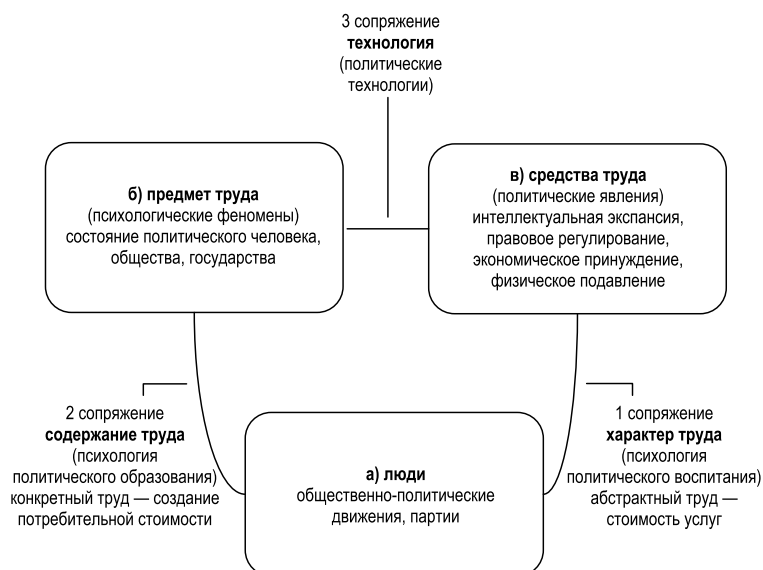 3 сопряжение
технология
(политические
технологии)
б) предмет труда
(психологические феномены)
состояние политического человека,
общества, государства
в) средства труда
(политические явления)
интеллектуальная экспансия,
правовое регулирование,
экономическое принуждение,
физическое подавление
2 сопряжение
содержание труда
(психология
политического образования)
конкретный труд — создание
потребительной стоимости
а) люди
общественно-политические
движения, партии
1 сопряжение
характер труда
(психология
политического воспитания)
абстрактный труд —
стоимость услуг